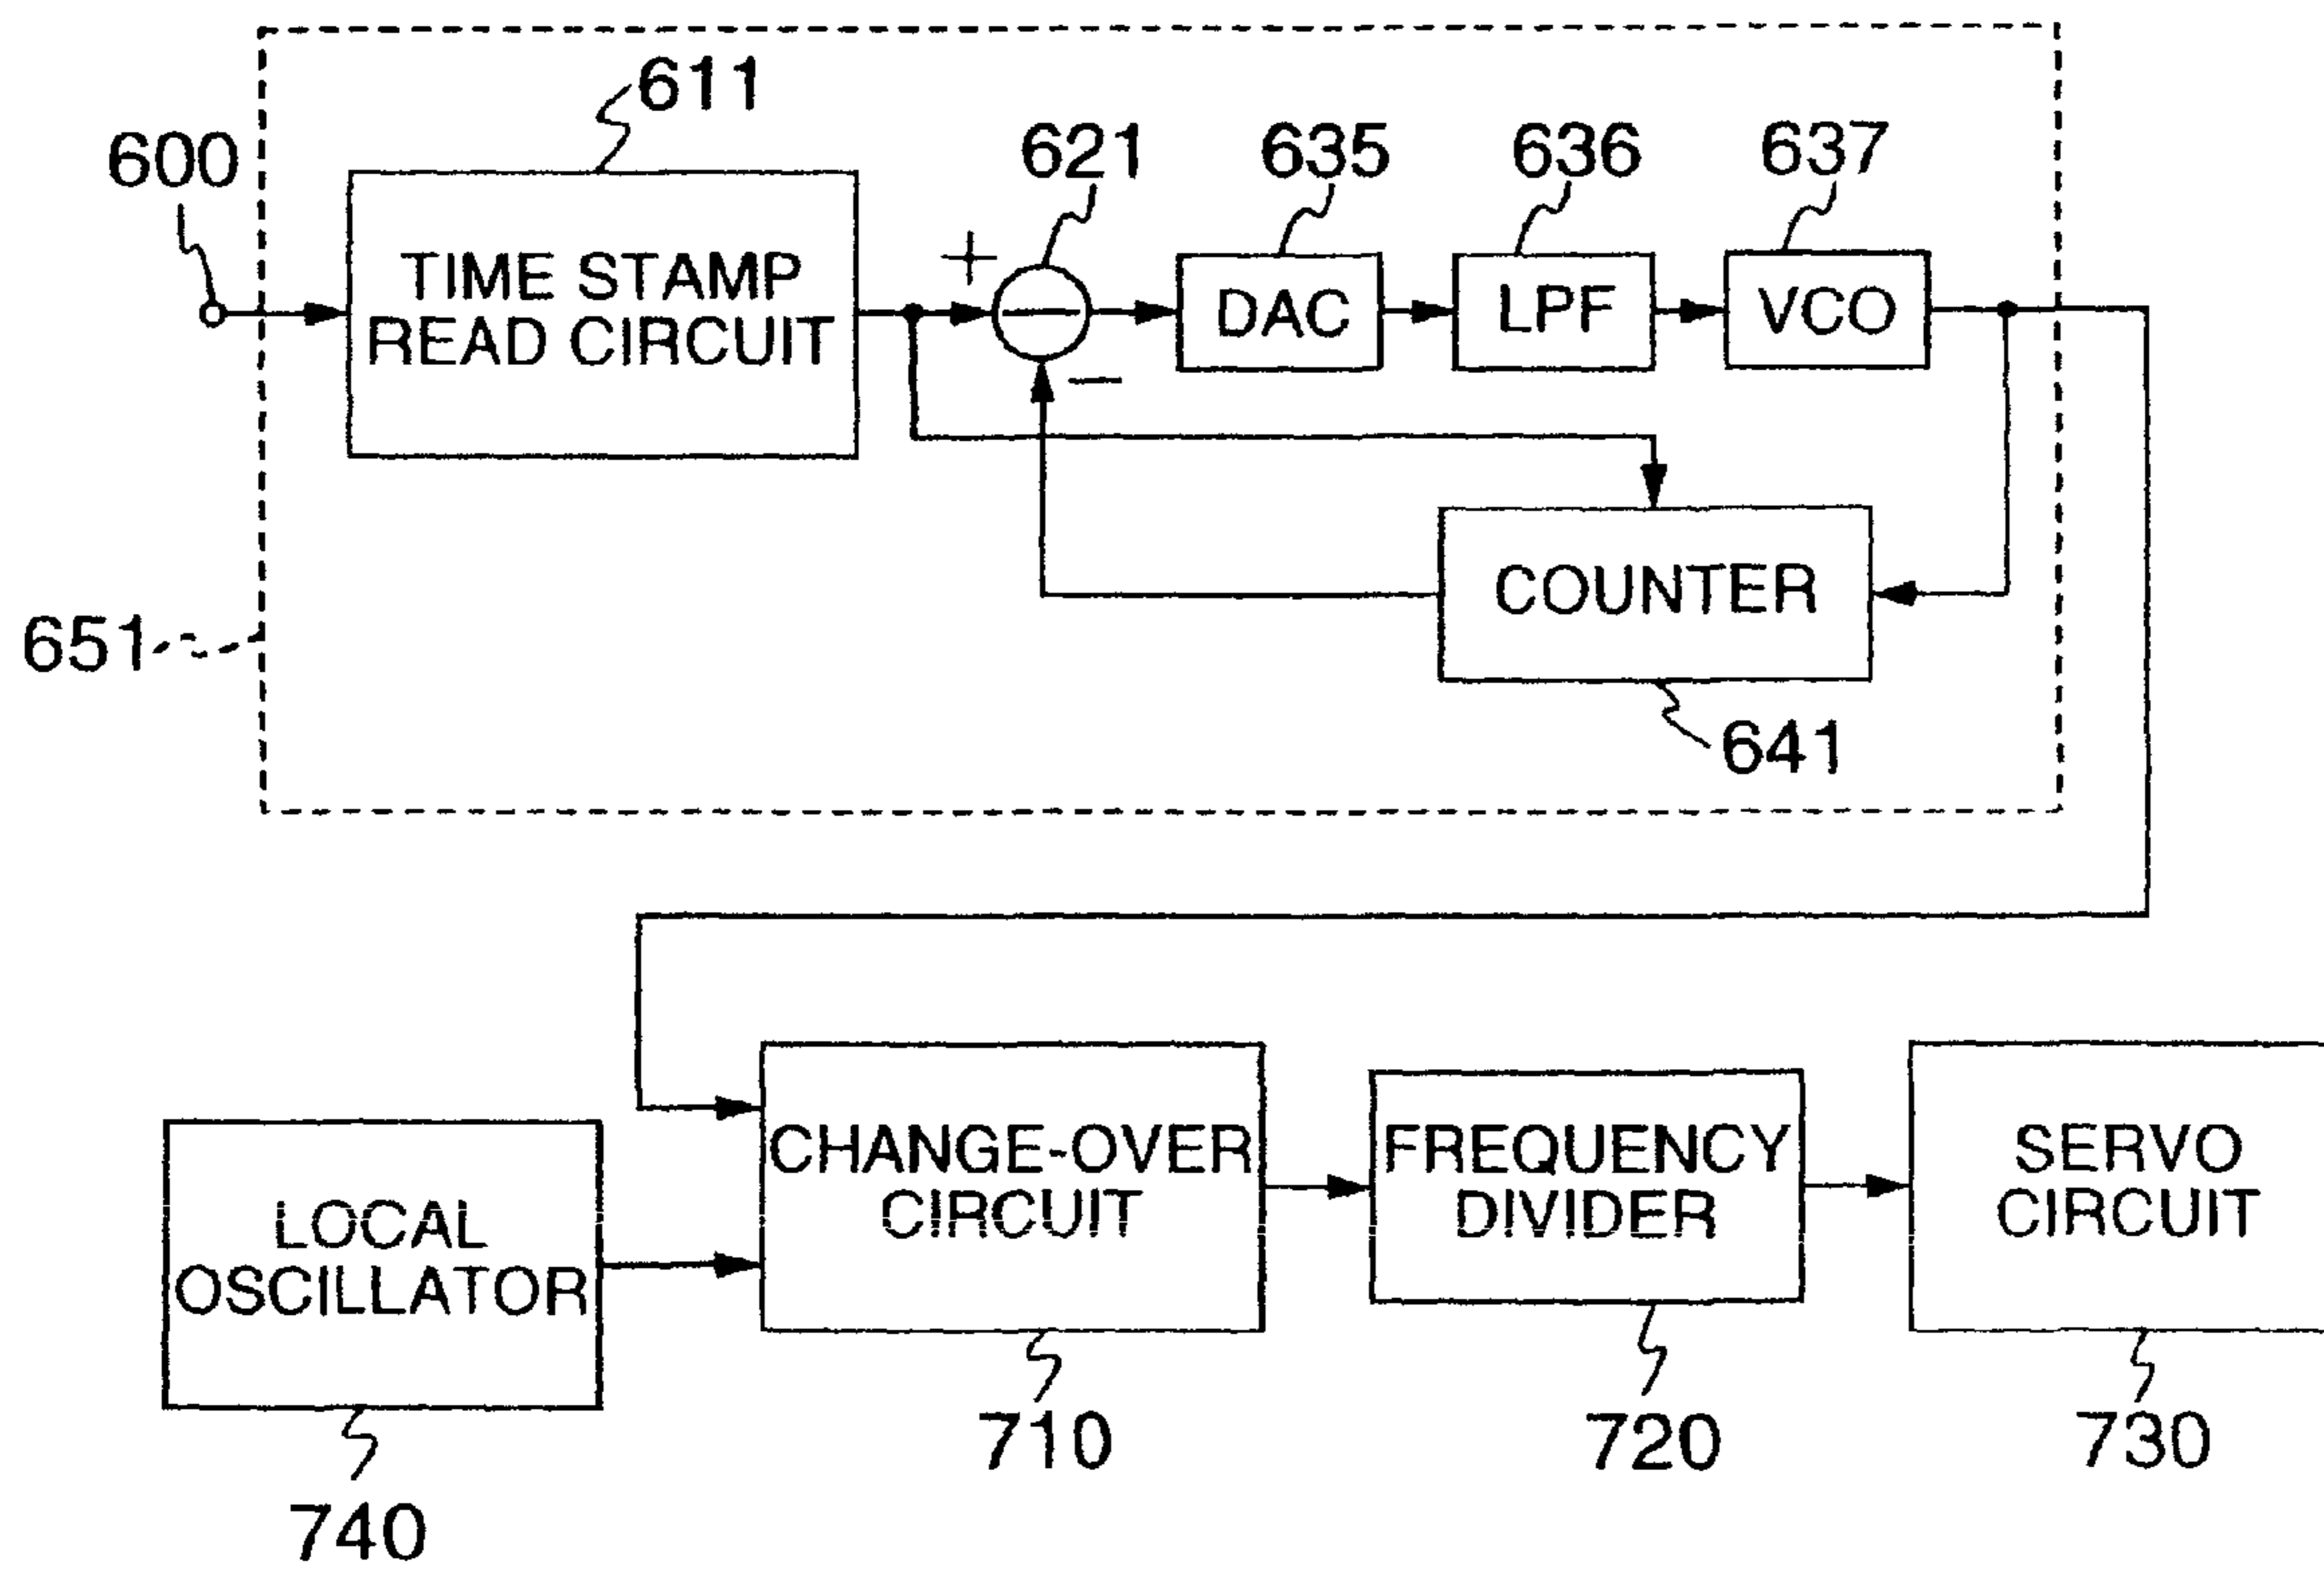 611
600
621
635
636
637
TIME STAMP
READ CIRCUIT
+
−
DAC
LPF
VCO
COUNTER
651
641
LOCAL
OSCILLATOR
CHANGE-OVER
CIRCUIT
FREQUENCY
DIVIDER
SERVO
CIRCUIT
710
720
730
740